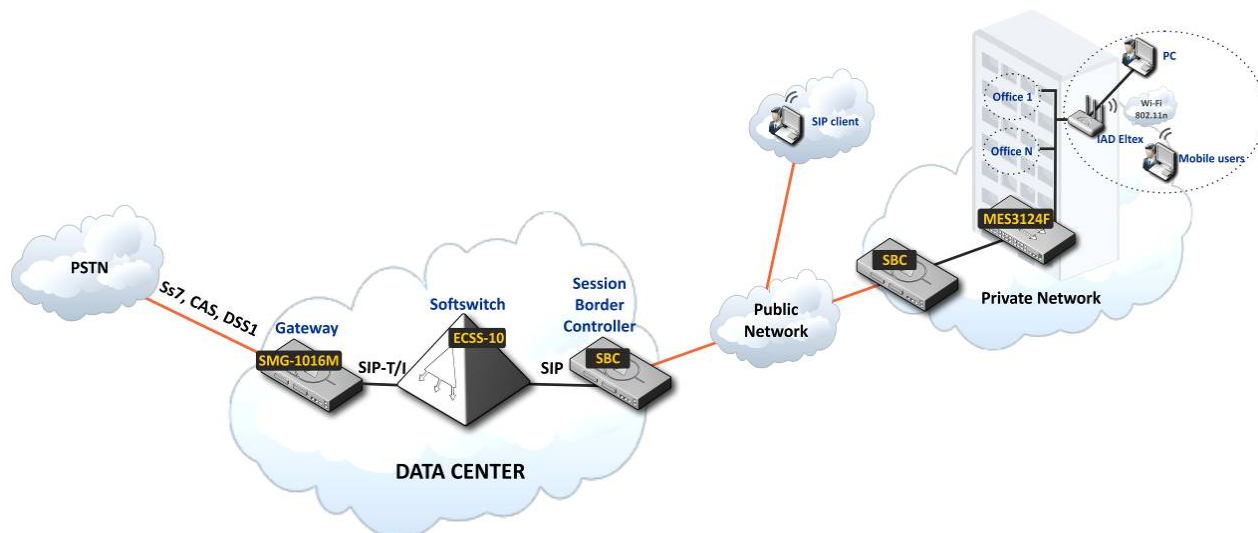 PSTN
Ss7, CAS, DSS1
Gateway
SMG-1016M
SIP-T/I
Softswitch
ECSS-10
SIP
Session
Border
Controller
SBC
DATA CENTER
Public
Network
SIP client
SBC
Private Network
MES3124F
Office 1
Office N
PC
Wi-Fi
802.11n
IAD Eltex
Mobile users